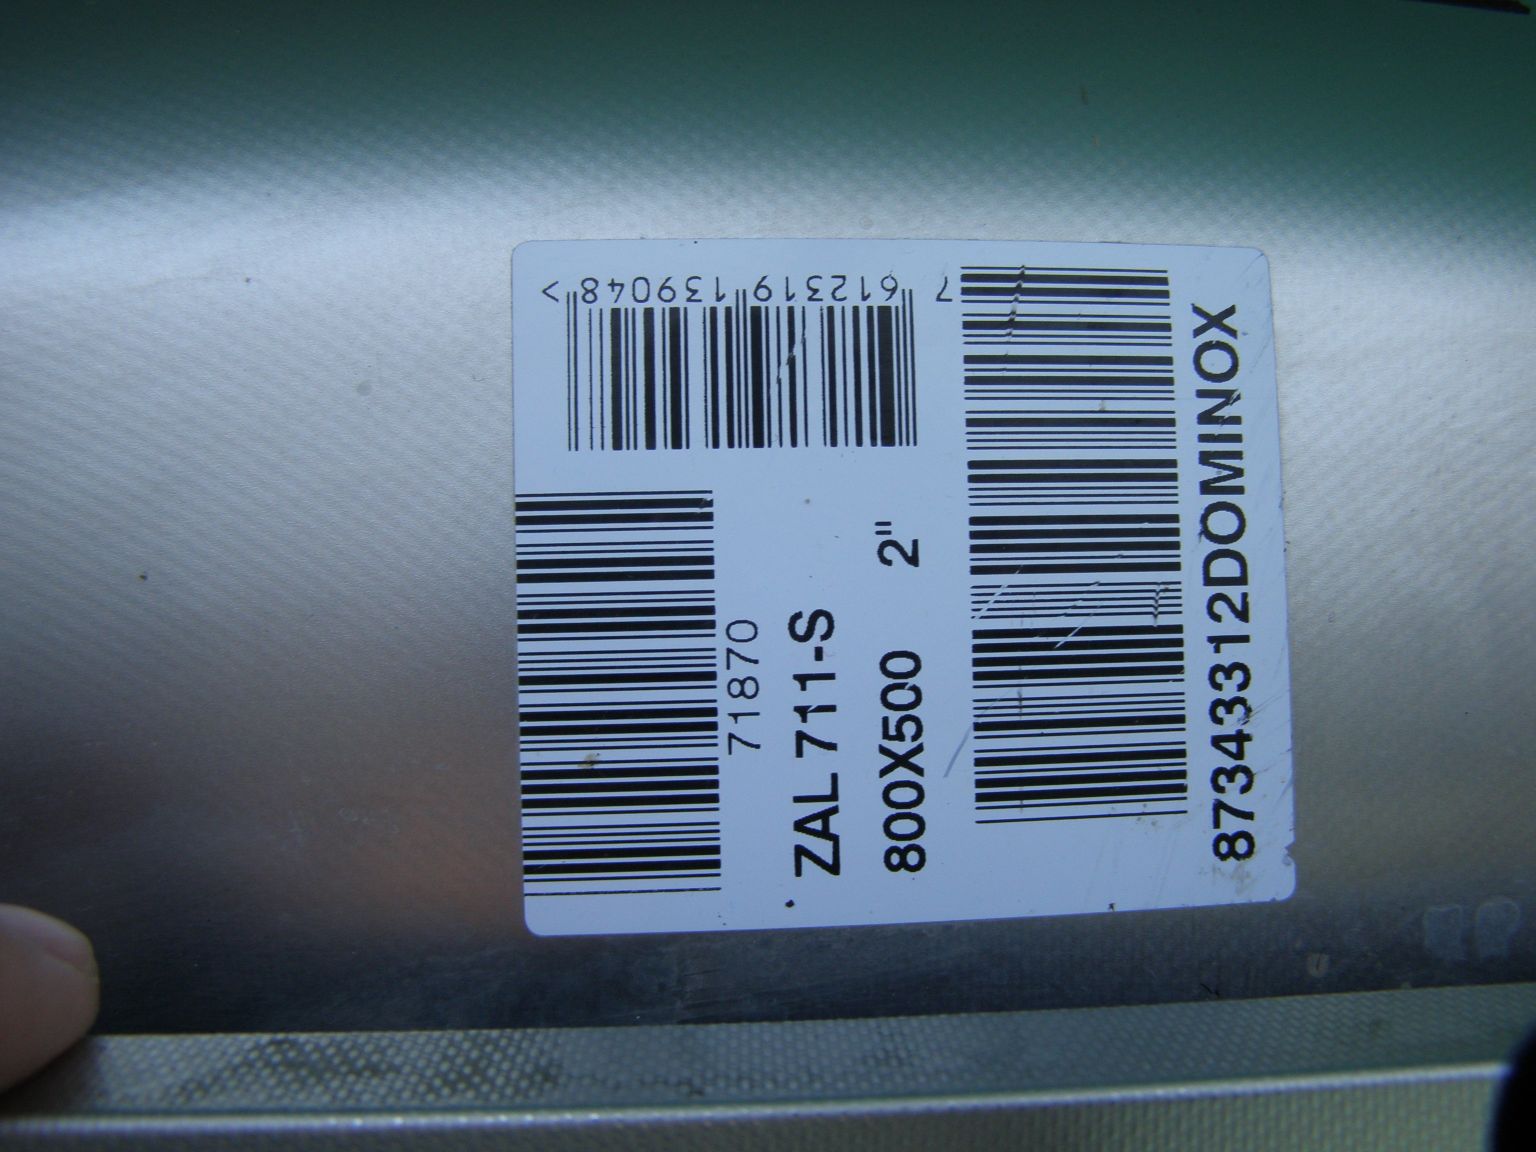 7 612319 139048 >
71870
ZAL 711-S
800X500 2"
87343312DOMINOX